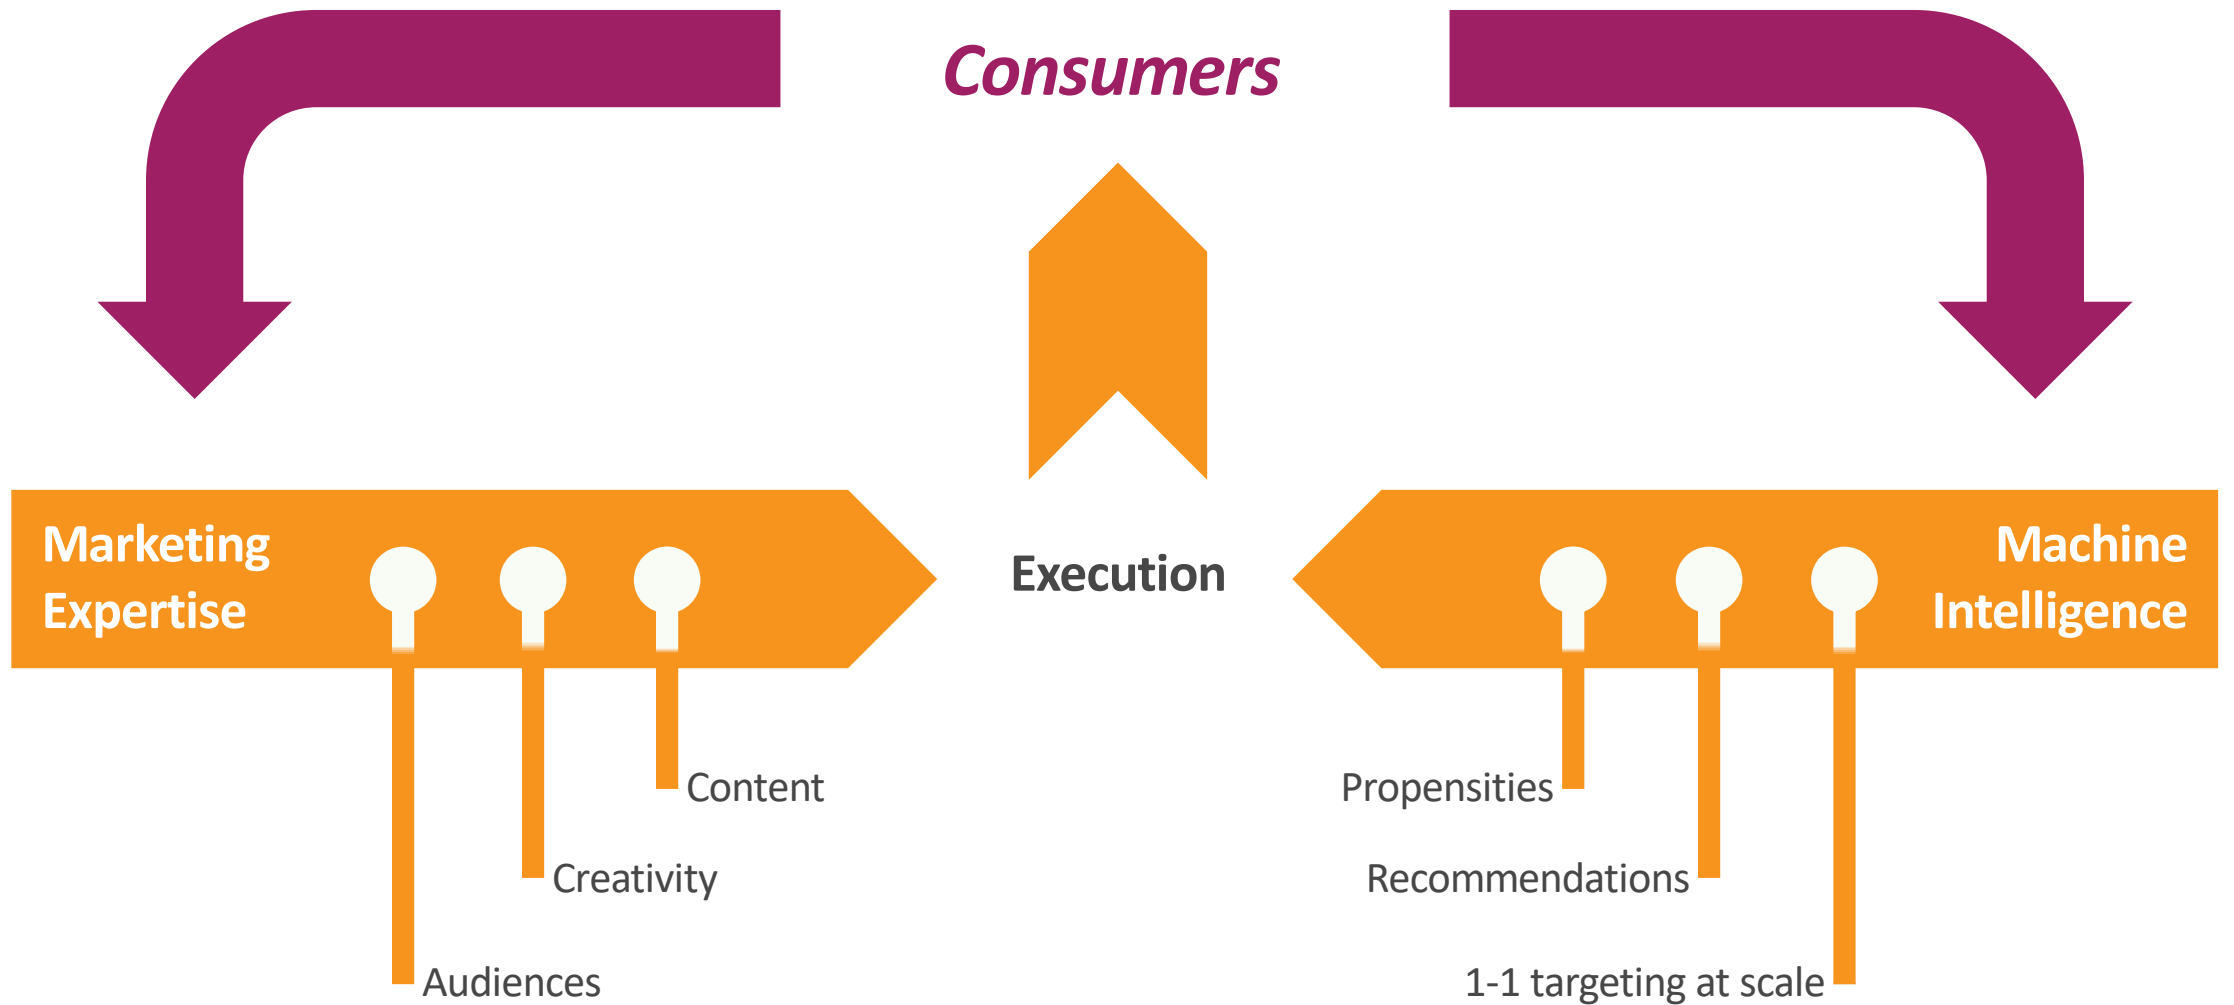 Consumers
Marketing
Expertise
Execution
Machine
Intelligence
Content
Creativity
Audiences
Propensities
Recommendations
1-1 targeting at scale